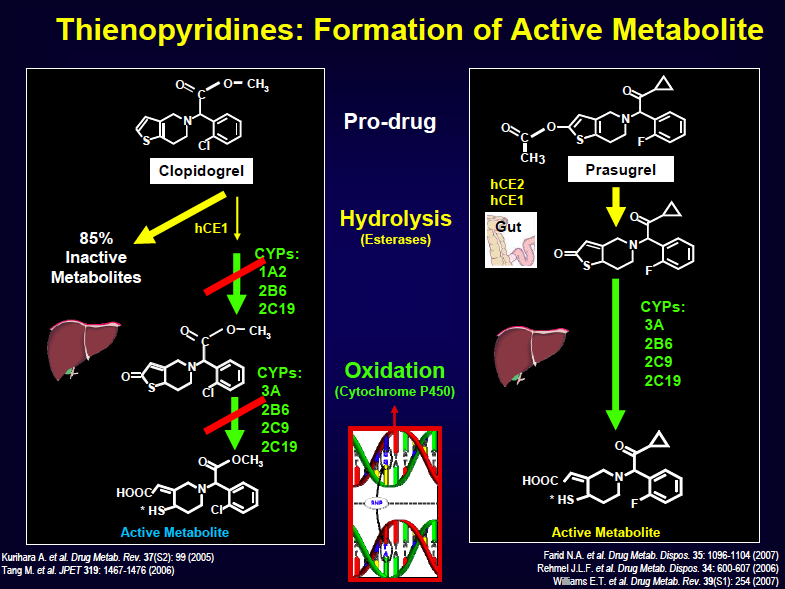 Thienopyridines: Formation of Active Metabolite
O
O
CH3
C
N
S
Cl
Clopidogrel
hCE1
85%
Inactive
Metabolites
CYPs:
1A2
2B6
2C19
O
O
CH3
C
N
O
S
Cl
CYPs:
3A
2B6
2C9
2C19
O
OCH3
N
HOOC
* HS
Cl
Active Metabolite
Pro-drug
Hydrolysis
(Esterases)
Oxidation
(Cytochrome P450)
SNP
O
N
O
O
C
S
F
CH3
Prasugrel
hCE2
hCE1
Gut
O
N
O
S
F
CYPs:
3A
2B6
2C9
2C19
O
N
HOOC
* HS
F
Active Metabolite
Kurihara A. et al. Drug Metab. Rev. 37(S2): 99 (2005)
Tang M. et al. JPET 319: 1467-1476 (2006)
Farid N.A. et al. Drug Metab. Dispos. 35: 1096-1104 (2007)
Rehmel J.L.F. et al. Drug Metab. Dispos. 34: 600-607 (2006)
Williams E.T. et al. Drug Metab. Rev. 39(S1): 254 (2007)